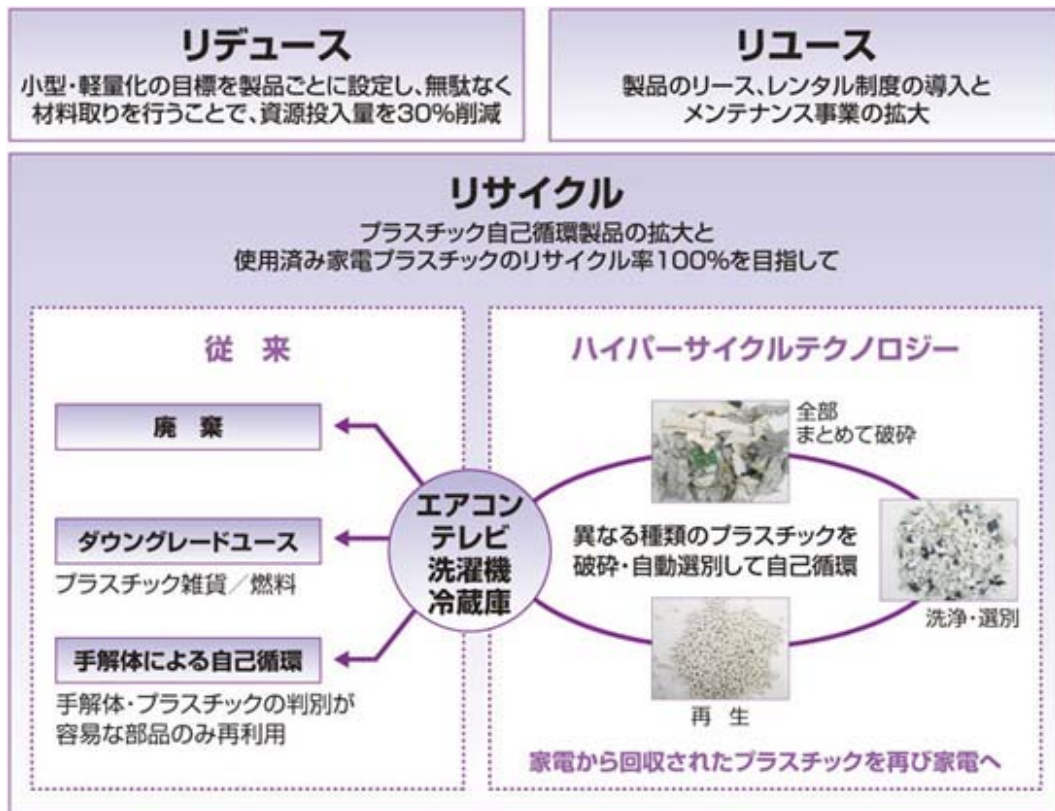 リデュース
小型・軽量化の目標を製品ごとに設定し、無駄なく
材料取りを行うことで、資源投入量を30%削減
リユース
製品のリース、レンタル制度の導入と
メンテナンス事業の拡大
リサイクル
プラスチック自己循環製品の拡大と
使用済み家電プラスチックのリサイクル率100%を目指して
従 来
廃 棄
ダウングレードユース
プラスチック雑貨／燃料
手解体による自己循環
手解体・プラスチックの判別が
容易な部品のみ再利用
エアコン
テレビ
洗濯機
冷蔵庫
ハイパーサイクルテクノロジー
全部
まとめて破砕
異なる種類のプラスチックを
破砕・自動選別して自己循環
洗浄・選別
再 生
家電から回収されたプラスチックを再び家電へ